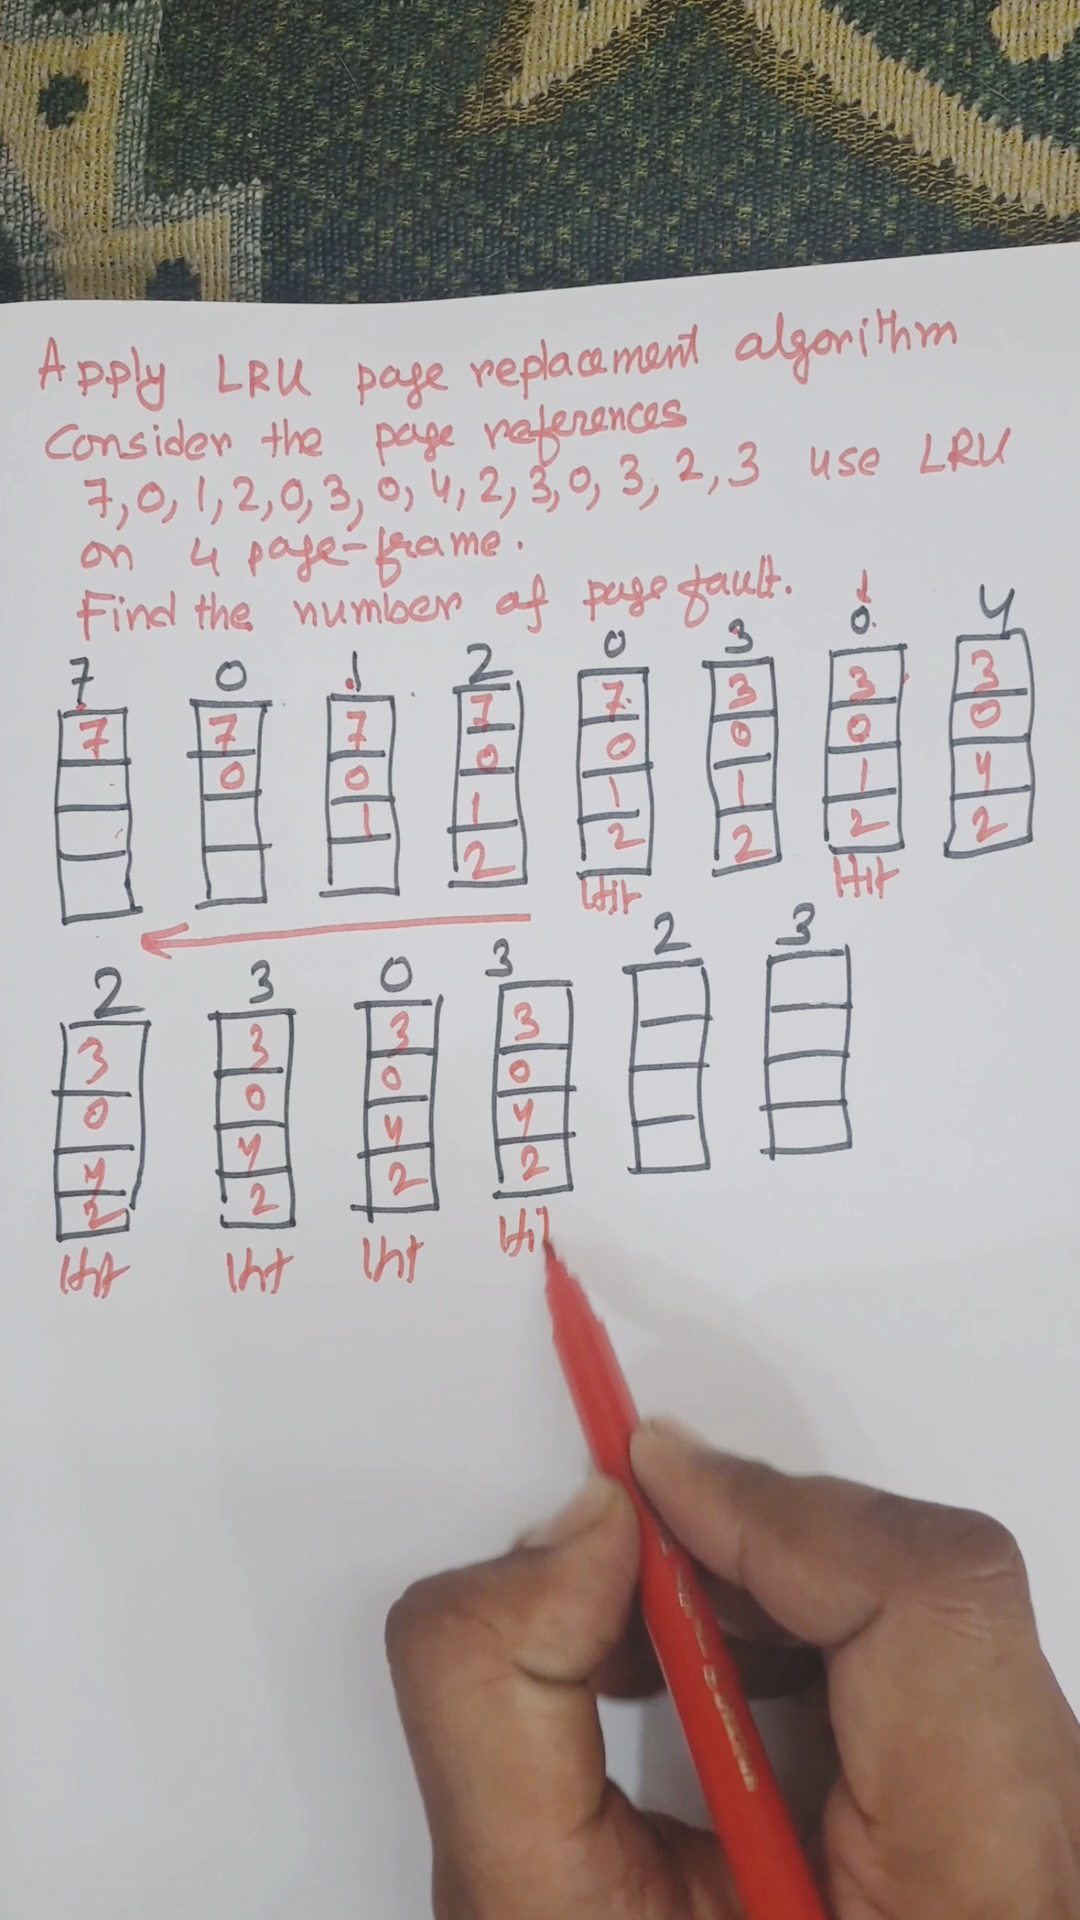 Apply LRU page replacement algorithm
Consider the page references
7,0,1,2,0,3,0,4,2,3,0,3,2,3 use LRU
on 4 page-frame.
Find the number of page fault.
7 0 1 2 0 3 0 4
7 7 7 7 7 3 3 3
0 0 0 0 0 0 0
1 1 1 1 1 4
2 2 2 2 2
Hit Hit
2 3 0 3 2 3
3 3 3 3
0 0 0 0
4 4 4 4
2 2 2 2
Hit Hit Hit Hit